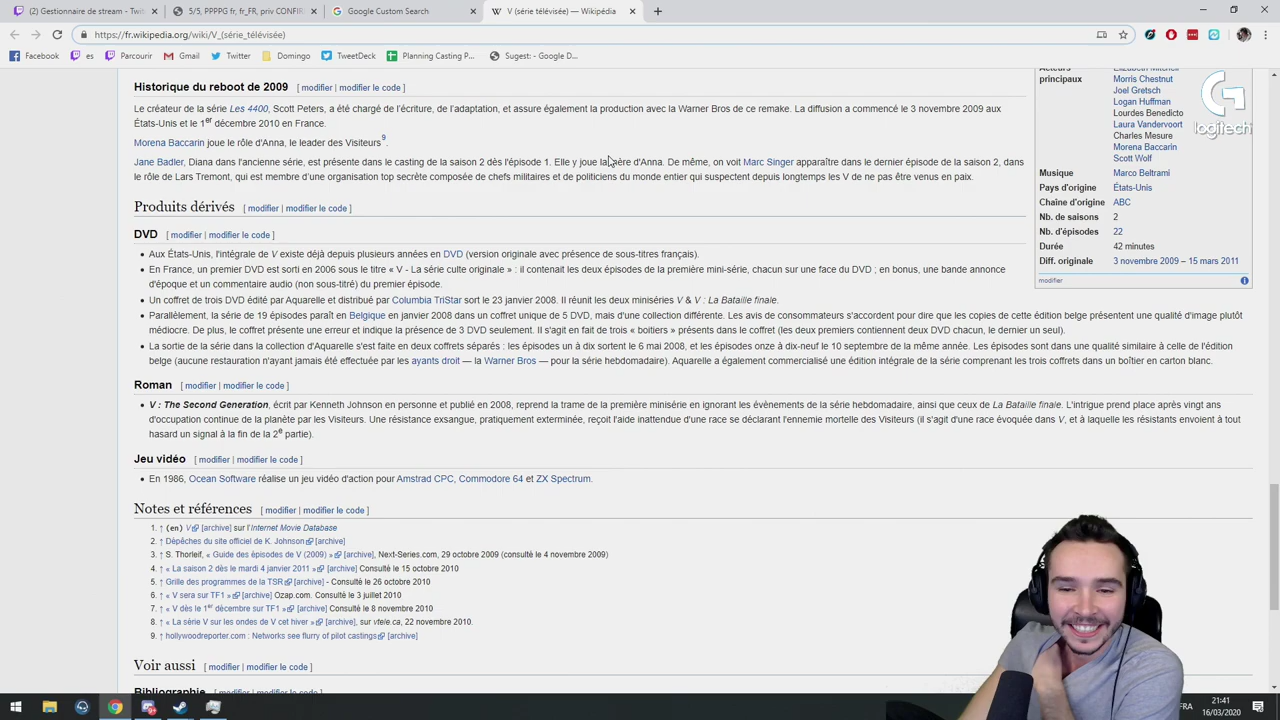 (2) Gestionnaire de stream - Twit
5/5, PPPPG fr, fr_FR, priv CONFIR
Google Custom Search
V (série télévisée) — Wikipédia
https://fr.wikipedia.org/wiki/V_(série_télévisée)
Facebook
es
Parcourir
Gmail
Twitter
Domingo
TweetDeck
Planning Casting P...
Sugest: - Google D...
Historique du reboot de 2009 [ modifier | modifier le code ]
Le créateur de la série Les 4400, Scott Peters, a été chargé de l'écriture, de l'adaptation, et assure également la production avec la Warner Bros de ce remake. La diffusion a commencé le 3 novembre 2009 aux
États-Unis et le 1er décembre 2010 en France.
Morena Baccarin joue le rôle d'Anna, le leader des Visiteurs9.
Jane Badler, Diana dans l'ancienne série, est présente dans le casting de la saison 2 dès l'épisode 1. Elle y joue la mère d'Anna. De même, on voit Marc Singer apparaître dans le dernier épisode de la saison 2, dans
le rôle de Lars Tremont, qui est membre d'une organisation top secrète composée de chefs militaires et de politiciens du monde entier qui suspectent depuis longtemps les V de ne pas être venus en paix.
Produits dérivés [ modifier | modifier le code ]
DVD [ modifier | modifier le code ]
Aux États-Unis, l'intégrale de V existe déjà depuis plusieurs années en DVD (version originale avec présence de sous-titres français).
En France, un premier DVD est sorti en 2006 sous le titre « V - La série culte originale » : il contenait les deux épisodes de la première mini-série, chacun sur une face du DVD ; en bonus, une bande annonce
d'époque et un commentaire audio (non sous-titré) du premier épisode.
Un coffret de trois DVD édité par Aquarelle et distribué par Columbia TriStar sort le 23 janvier 2008. Il réunit les deux miniséries V & V : La Bataille finale.
Parallèlement, la série de 19 épisodes paraît en Belgique en janvier 2008 dans un coffret unique de 5 DVD, mais d'une collection différente. Les avis de consommateurs s'accordent pour dire que les copies de cette édition belge présentent une qualité d'image plutôt
médiocre. De plus, le coffret présente une erreur et indique la présence de 3 DVD seulement. Il s'agit en fait de trois « boitiers » présents dans le coffret (les deux premiers contiennent deux DVD chacun, le dernier un seul).
La sortie de la série dans la collection d'Aquarelle s'est faite en deux coffrets séparés : les épisodes un à dix sortent le 6 mai 2008, et les épisodes onze à dix-neuf le 10 septembre de la même année. Les épisodes sont dans une qualité similaire à celle de l'édition
belge (aucune restauration n'ayant jamais été effectuée par les ayants droit — la Warner Bros — pour la série hebdomadaire). Aquarelle a également commercialisé une édition intégrale de la série comprenant les trois coffrets dans un boîtier en carton blanc.
Roman [ modifier | modifier le code ]
V : The Second Generation, écrit par Kenneth Johnson en personne et publié en 2008, reprend la trame de la première minisérie en ignorant les évènements de la série hebdomadaire, ainsi que ceux de La Bataille finale. L'intrigue prend place après vingt ans
d'occupation continue de la planète par les Visiteurs. Une résistance exsangue, pratiquement exterminée, reçoit l'aide inattendue d'une race se déclarant l'ennemie mortelle des Visiteurs (il s'agit d'une race évoquée dans V, et à laquelle les résistants envoient à tout
hasard un signal à la fin de la 2e partie).
Jeu vidéo [ modifier | modifier le code ]
En 1986, Ocean Software réalise un jeu vidéo d'action pour Amstrad CPC, Commodore 64 et ZX Spectrum.
Notes et références [ modifier | modifier le code ]
1. ↑ (en) V [archive] sur l'Internet Movie Database
2. ↑ Dépêches du site officiel de K. Johnson [archive]
3. ↑ S. Thorleif, « Guide des épisodes de V (2009) » [archive], Next-Series.com, 29 octobre 2009 (consulté le 4 novembre 2009)
4. ↑ « La saison 2 dès le mardi 4 janvier 2011 » [archive] Consulté le 15 octobre 2010
5. ↑ Grille des programmes de la TSR [archive] - Consulté le 26 octobre 2010
6. ↑ « V sera sur TF1 » [archive] Ozap.com. Consulté le 3 juillet 2010
7. ↑ « V dès le 1er décembre sur TF1 » [archive] Consulté le 8 novembre 2010
8. ↑ « La série V sur les ondes de V cet hiver » [archive], sur vtele.ca, 22 novembre 2010.
9. ↑ hollywoodreporter.com : Networks see flurry of pilot castings [archive]
Voir aussi [ modifier | modifier le code ]
Bibliographie [ modifier | modifier le code ]
Acteurs
principaux
Elizabeth Mitchell
Morris Chestnut
Joel Gretsch
Logan Huffman
Lourdes Benedicto
Laura Vandervoort
Charles Mesure
Morena Baccarin
Scott Wolf
Musique Marco Beltrami
Pays d'origine États-Unis
Chaîne d'origine ABC
Nb. de saisons 2
Nb. d'épisodes 22
Durée 42 minutes
Diff. originale 3 novembre 2009 – 15 mars 2011
modifier
logitech
FRA
21:41
16/03/2020